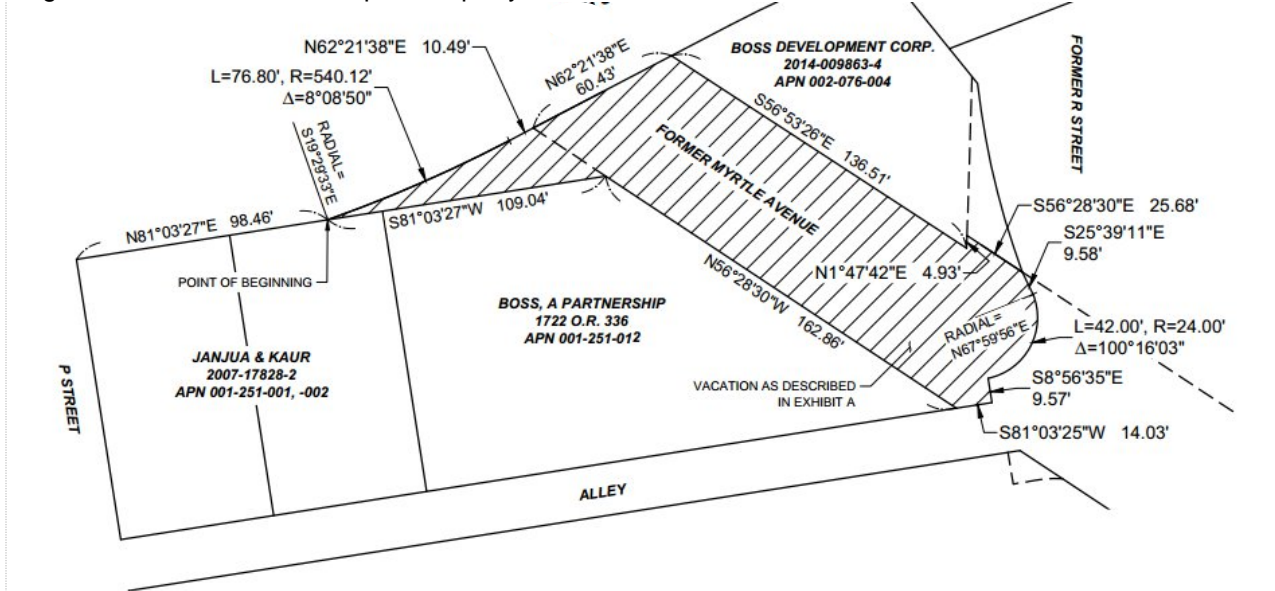 N62°21'38"E 10.49'
L=76.80', R=540.12'
Δ=8°08'50"
RADIAL=
S19°29'33"E
N62°21'38"E
60.43'
BOSS DEVELOPMENT CORP.
2014-009863-4
APN 002-076-004
FORMER R STREET
S56°53'26"E 136.51'
FORMER MYRTLE AVENUE
N81°03'27"E 98.46'
S81°03'27"W 109.04'
POINT OF BEGINNING
S56°28'30"E 25.68'
S25°39'11"E
9.58'
N1°47'42"E 4.93'
N56°28'30"W 162.86'
BOSS, A PARTNERSHIP
1722 O.R. 336
APN 001-251-012
RADIAL=
N67°59'56"E
L=42.00', R=24.00'
Δ=100°16'03"
JANJUA & KAUR
2007-17828-2
APN 001-251-001, -002
P STREET
VACATION AS DESCRIBED
IN EXHIBIT A
S8°56'35"E
9.57'
S81°03'25"W 14.03'
ALLEY